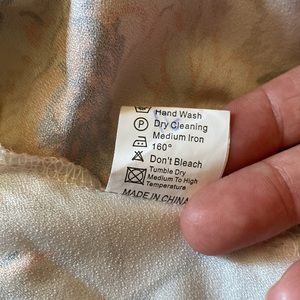 Hand Wash
P Dry Cleaning
Medium Iron
160°
Don't Bleach
Tumble Dry
Medium To High
Temperature
MADE IN CHINA